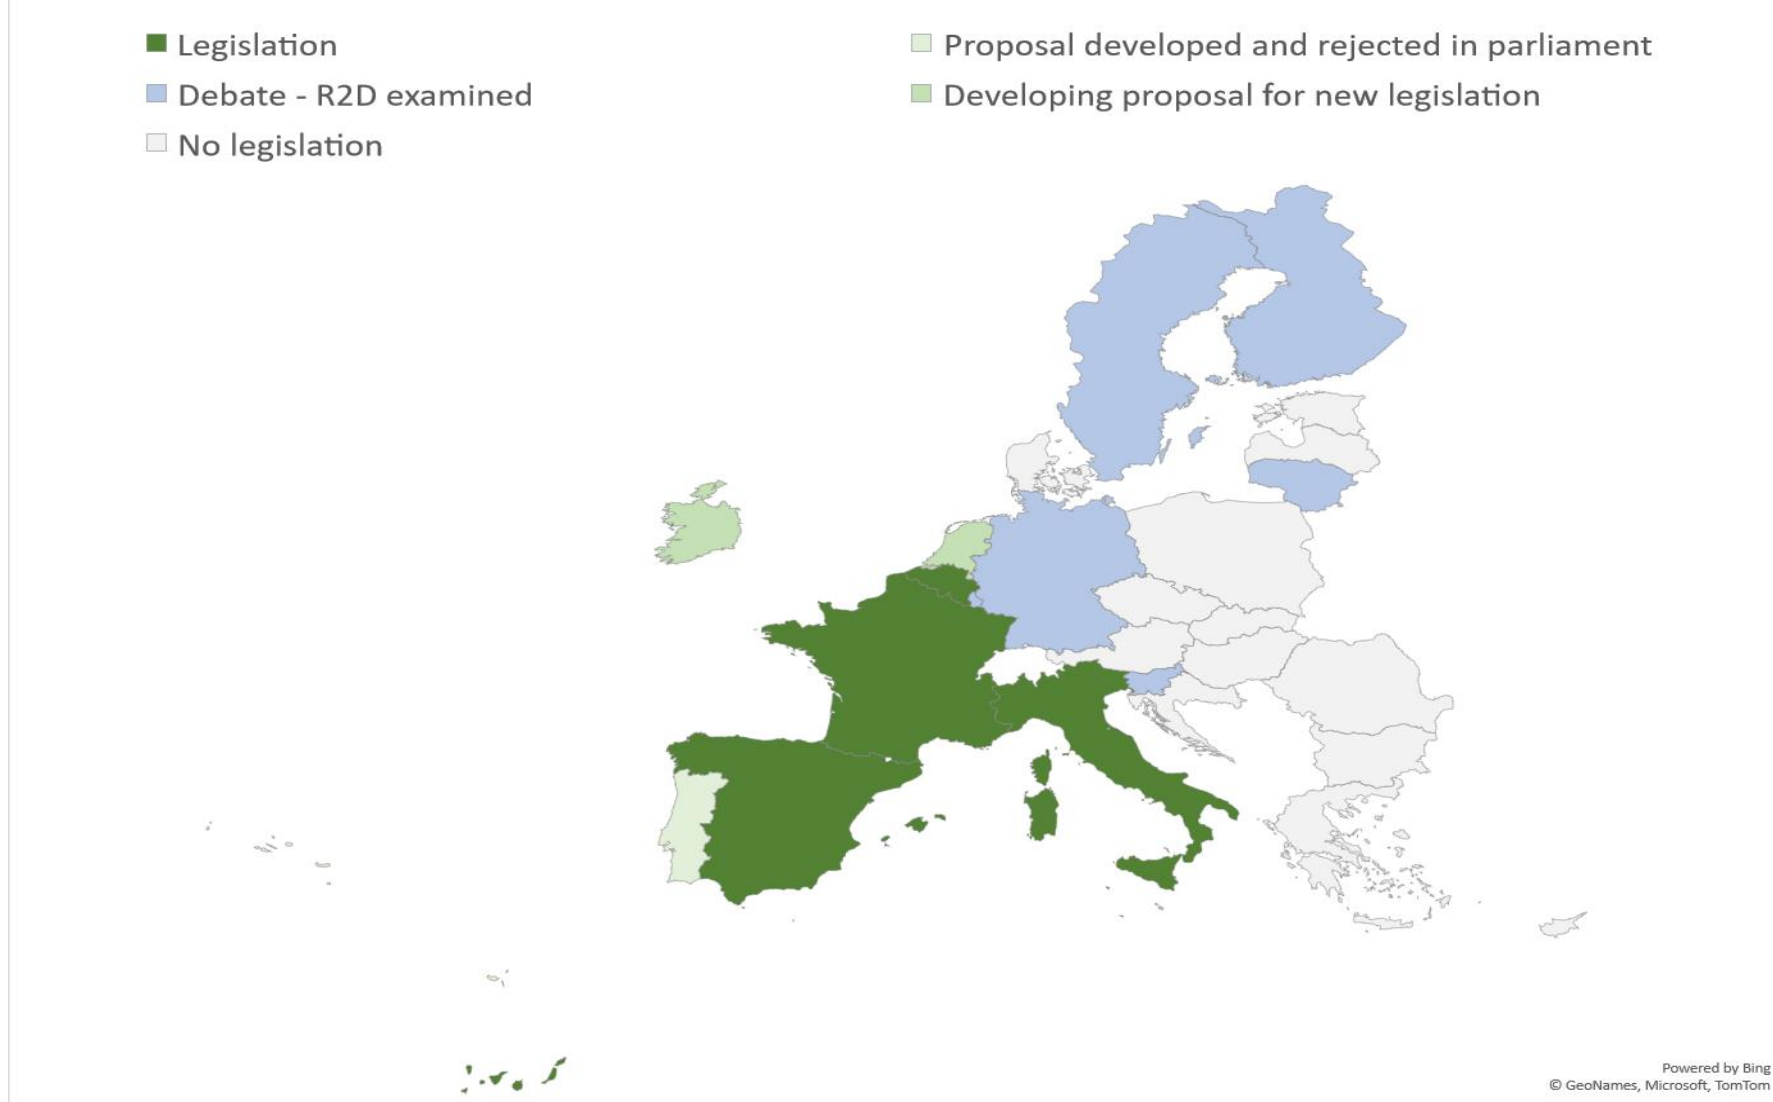 Legislation
Proposal developed and rejected in parliament
Debate - R2D examined
Developing proposal for new legislation
No legislation
Powered by Bing
© GeoNames, Microsoft, TomTom